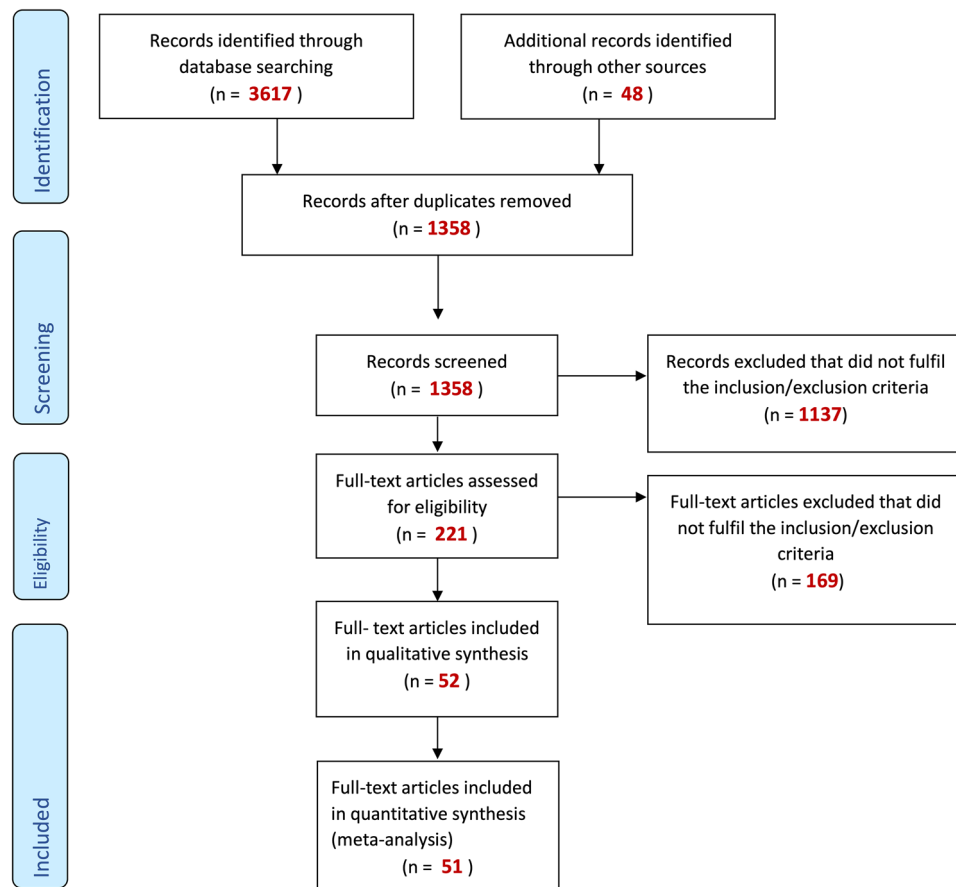 Identification
Records identified through
database searching
(n = 3617 )
Additional records identified
through other sources
(n = 48 )
Records after duplicates removed
(n = 1358 )
Screening
Records screened
(n = 1358 )
Records excluded that did not fulfil
the inclusion/exclusion criteria
(n = 1137)
Eligibility
Full-text articles assessed
for eligibility
(n = 221 )
Full-text articles excluded that did
not fulfil the inclusion/exclusion
criteria
(n = 169)
Included
Full- text articles included
in qualitative synthesis
(n = 52 )
Full-text articles included
in quantitative synthesis
(meta-analysis)
(n = 51 )